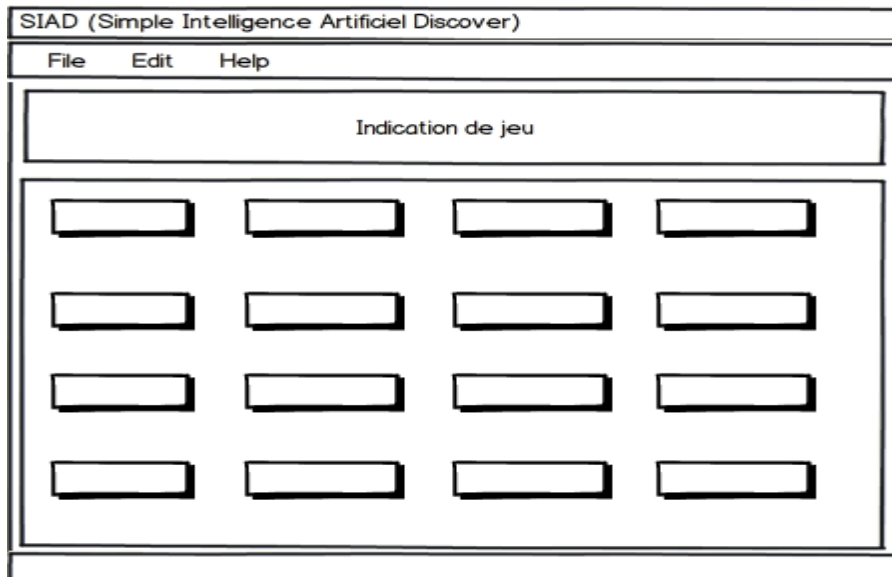 SIAD (Simple Intelligence Artificiel Discover)
File Edit Help
Indication de jeu